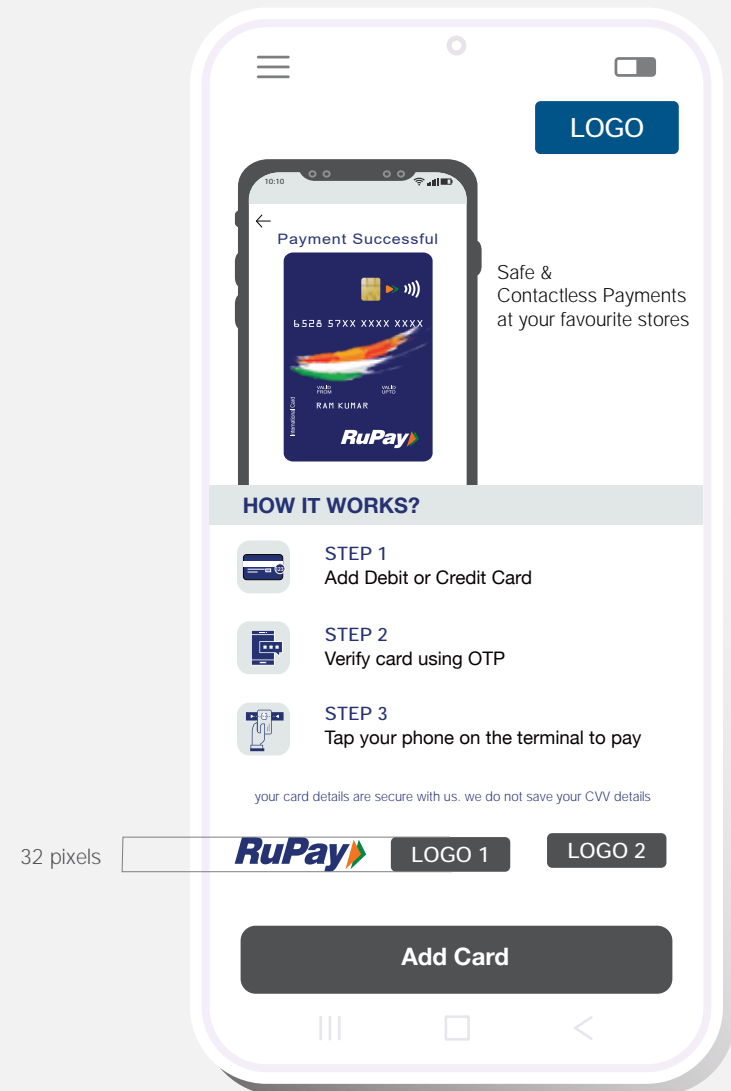 LOGO
10:10
Payment Successful
6528 57XX XXXX XXXX
VALID FROM
VALID UPTO
RAM KUMAR
International Card
RuPay
Safe &
Contactless Payments
at your favourite stores
HOW IT WORKS?
STEP 1
Add Debit or Credit Card
STEP 2
Verify card using OTP
STEP 3
Tap your phone on the terminal to pay
your card details are secure with us. we do not save your CVV details
32 pixels
RuPay LOGO 1 LOGO 2
Add Card